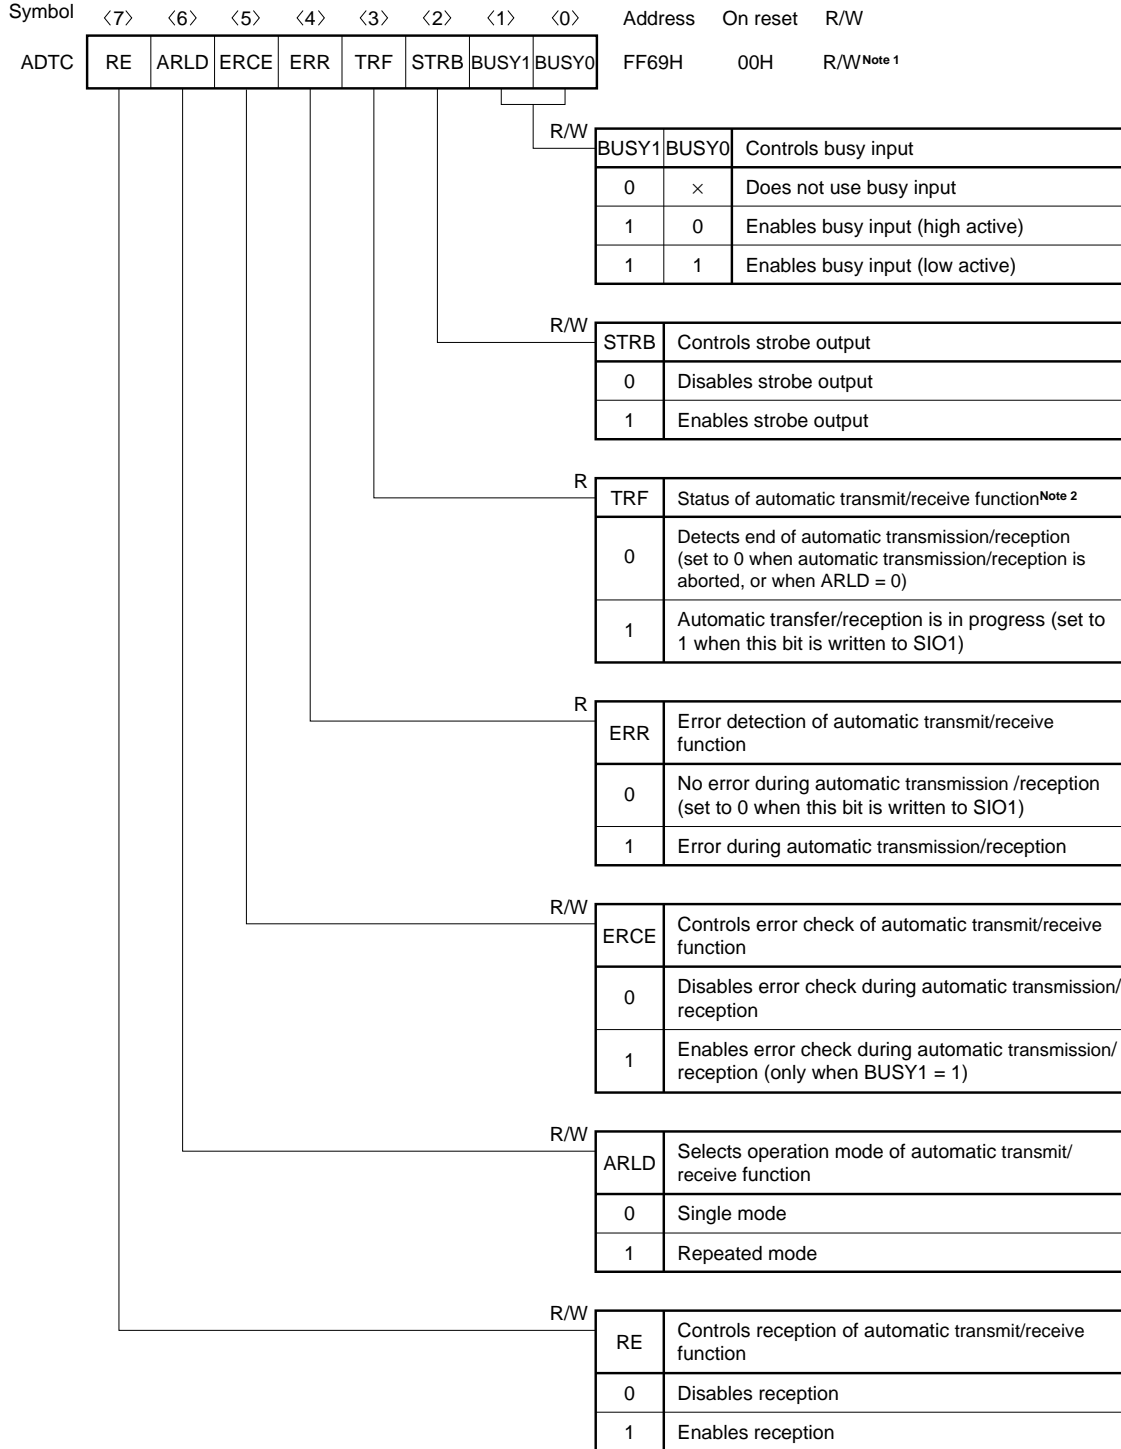 Symbol 〈7〉 〈6〉 〈5〉 〈4〉 〈3〉 〈2〉 〈1〉 〈0〉 Address On reset R/W
ADTC RE ARLD ERCE ERR TRF STRB BUSY1 BUSY0 FF69H 00H R/W Note 1
R/W
BUSY1 BUSY0 Controls busy input
0 × Does not use busy input
1 0 Enables busy input (high active)
1 1 Enables busy input (low active)
R/W
STRB Controls strobe output
0 Disables strobe output
1 Enables strobe output
R
TRF Status of automatic transmit/receive function Note 2
0 Detects end of automatic transmission/reception
(set to 0 when automatic transmission/reception is
aborted, or when ARLD = 0)
1 Automatic transfer/reception is in progress (set to
1 when this bit is written to SIO1)
R
ERR Error detection of automatic transmit/receive
function
0 No error during automatic transmission /reception
(set to 0 when this bit is written to SIO1)
1 Error during automatic transmission/reception
R/W
ERCE Controls error check of automatic transmit/receive
function
0 Disables error check during automatic transmission/
reception
1 Enables error check during automatic transmission/
reception (only when BUSY1 = 1)
R/W
ARLD Selects operation mode of automatic transmit/
receive function
0 Single mode
1 Repeated mode
R/W
RE Controls reception of automatic transmit/receive
function
0 Disables reception
1 Enables reception